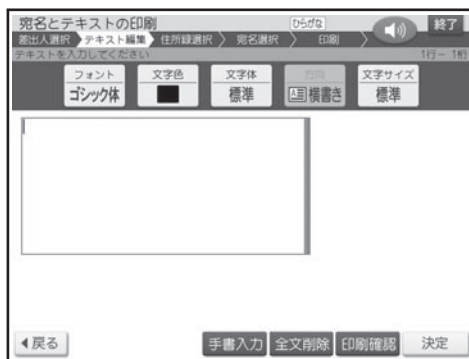 宛名とテキストの印刷
ひらがな
終了
差出人選択 〉テキスト編集 〉住所録選択 〉 宛名選択 〉 印刷 〉
テキストを入力してください
1行− 1桁
フォント
ゴシック体
文字色
文字体
標準
方向
横書き
文字サイズ
標準
戻る
手書入力
全文削除
印刷確認
決定